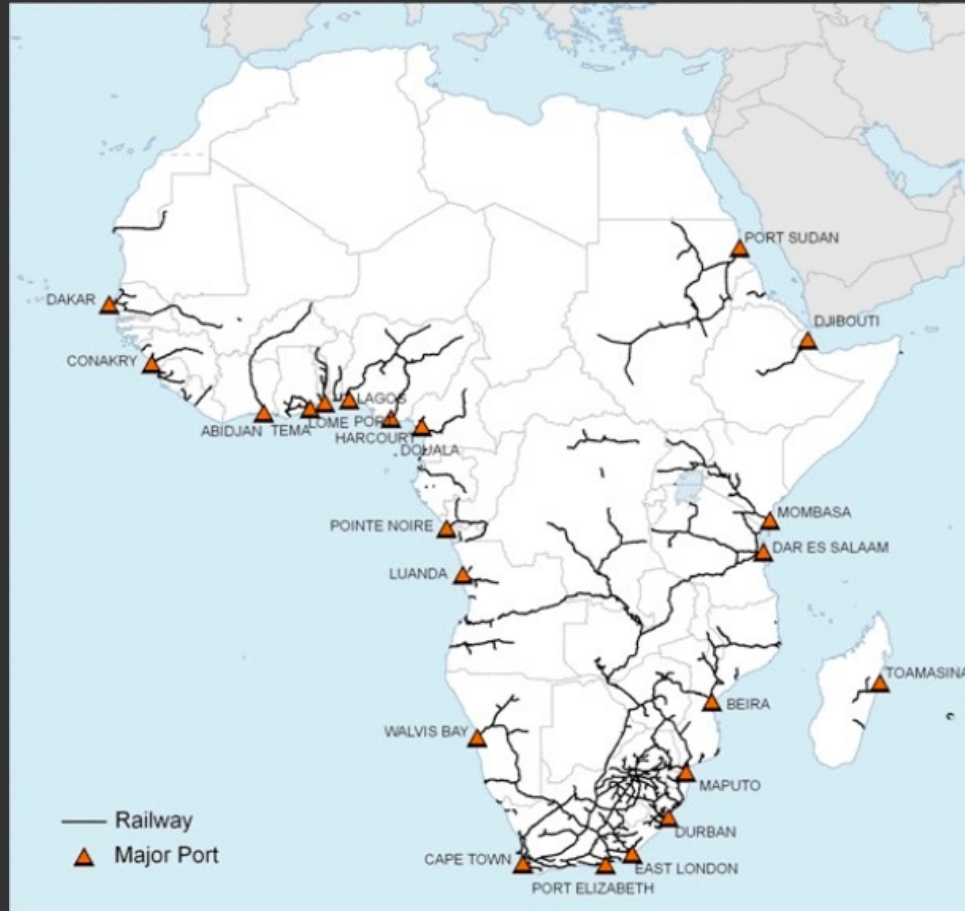 PORT SUDAN
DAKAR
DJIBOUTI
CONAKRY
LAGOS
ABIDJAN
TEMA
LOME
PORT
HARCOURT
DOUALA
POINTE NOIRE
MOMBASA
DAR ES SALAAM
LUANDA
TOAMASINA
BEIRA
WALVIS BAY
MAPUTO
Railway
Major Port
DURBAN
CAPE TOWN
EAST LONDON
PORT ELIZABETH